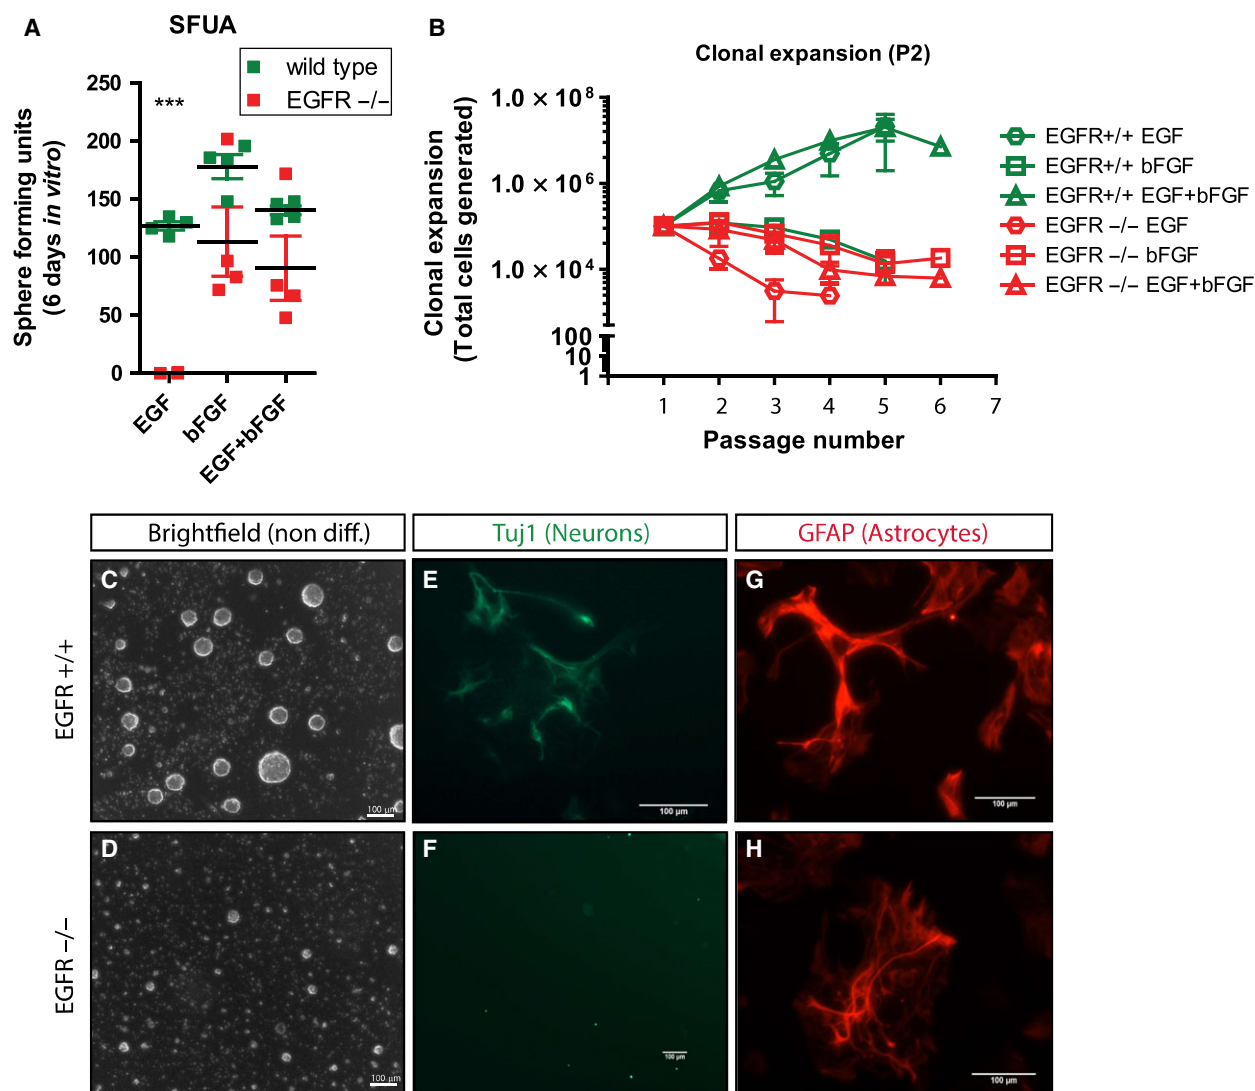 A
SFUA
wild type
EGFR −/−
***
Sphere forming units
(6 days in vitro)
250
200
150
100
50
0
EGF
bFGF
EGF+bFGF
B
Clonal expansion (P2)
Clonal expansion
(Total cells generated)
1.0 × 10⁸
1.0 × 10⁶
1.0 × 10⁴
100
10
1
1 2 3 4 5 6 7
Passage number
EGFR+/+ EGF
EGFR+/+ bFGF
EGFR+/+ EGF+bFGF
EGFR −/− EGF
EGFR −/− bFGF
EGFR −/− EGF+bFGF
Brightfield (non diff.)
Tuj1 (Neurons)
GFAP (Astrocytes)
EGFR +/+
C
100 µm
E
100 µm
G
100 µm
EGFR −/−
D
100 µm
F
100 µm
H
100 µm